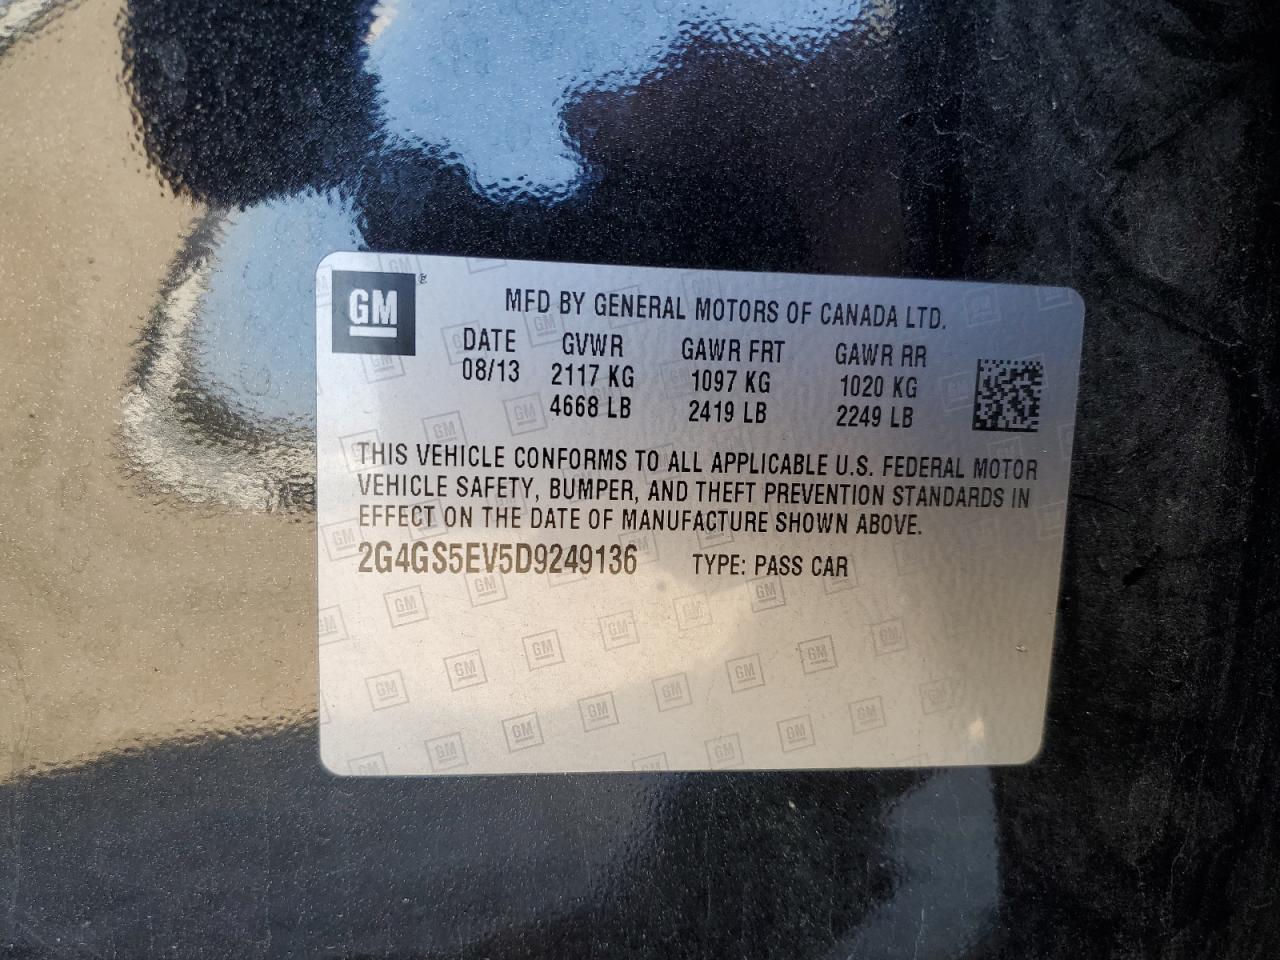 GM
MFD BY GENERAL MOTORS OF CANADA LTD.
DATE GVWR GAWR FRT GAWR RR
08/13 2117 KG 1097 KG 1020 KG
4668 LB 2419 LB 2249 LB
THIS VEHICLE CONFORMS TO ALL APPLICABLE U.S. FEDERAL MOTOR
VEHICLE SAFETY, BUMPER, AND THEFT PREVENTION STANDARDS IN
EFFECT ON THE DATE OF MANUFACTURE SHOWN ABOVE.
2G4GS5EV5D9249136 TYPE: PASS CAR